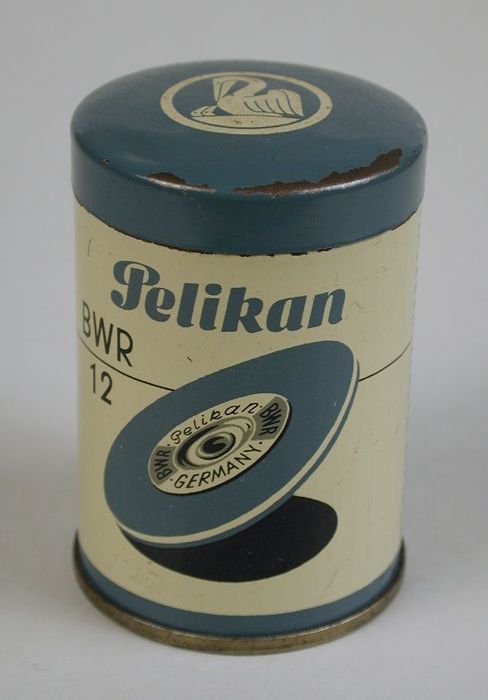 Pelikan
BWR
12
BWR · Pelikan · BWR
· GERMANY ·